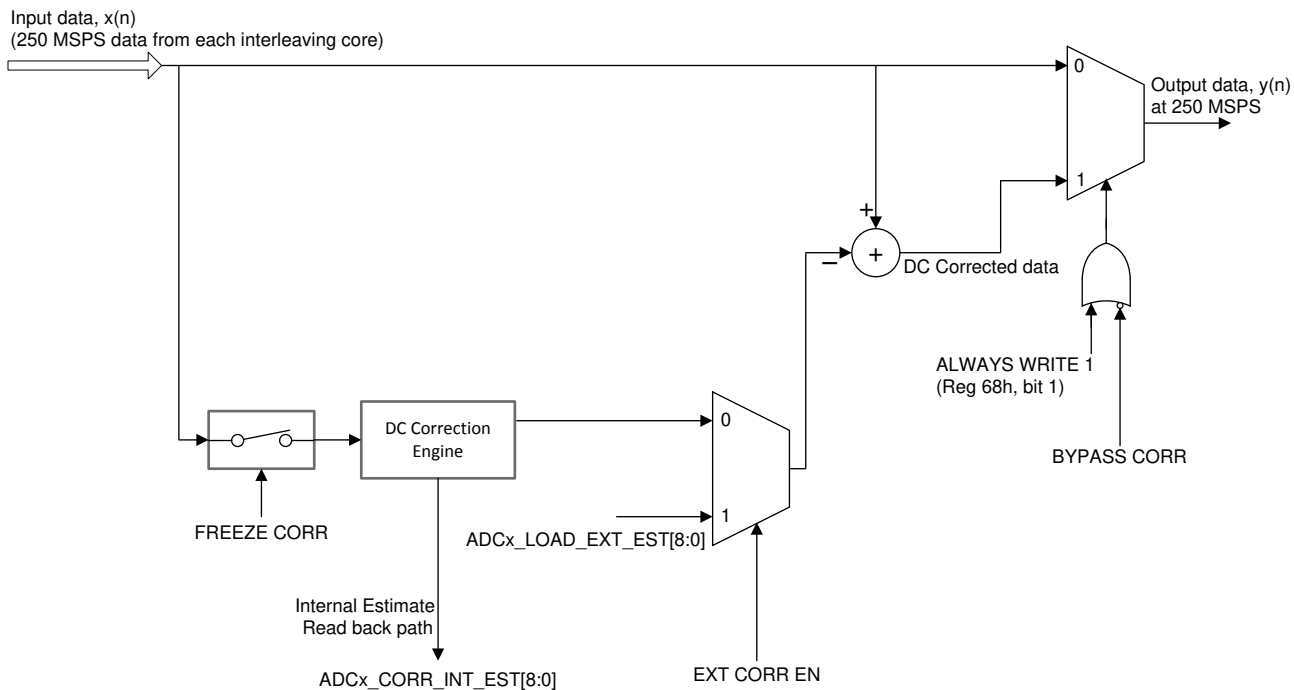 Input data, x(n)
(250 MSPS data from each interleaving core)
0
Output data, y(n)
at 250 MSPS
1
+
+
–
DC Corrected data
ALWAYS WRITE 1
(Reg 68h, bit 1)
BYPASS CORR
DC Correction
Engine
0
FREEZE CORR
1
ADCx_LOAD_EXT_EST[8:0]
Internal Estimate
Read back path
EXT CORR EN
ADCx_CORR_INT_EST[8:0]